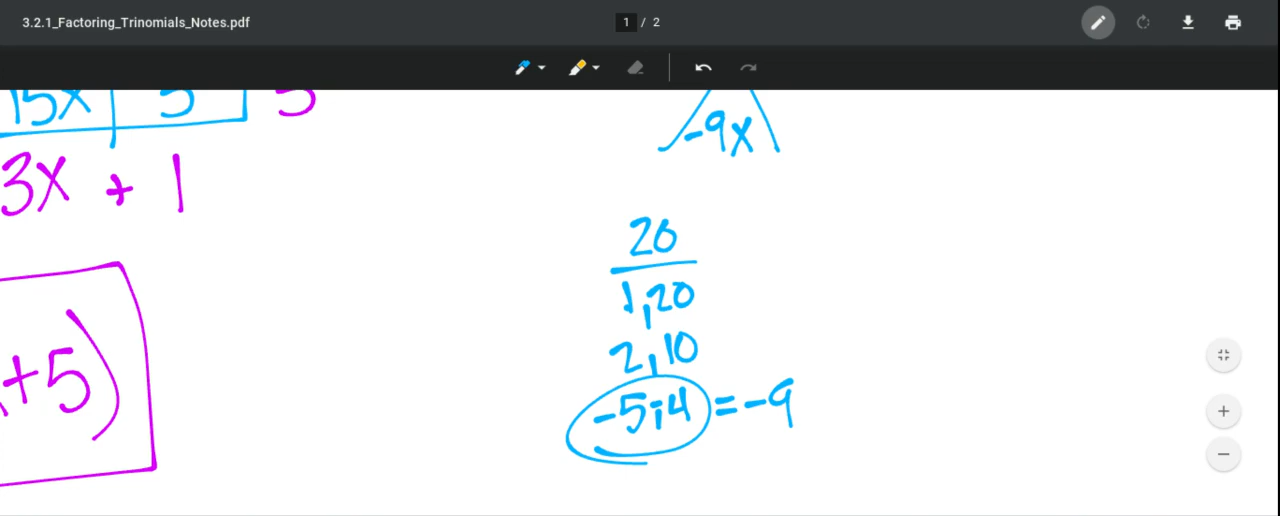 3.2.1_Factoring_Trinomials_Notes.pdf
1 / 2
15x 5 5
-9x
3x + 1
20
1,20
2,10
-5,-4 = -9
+5)